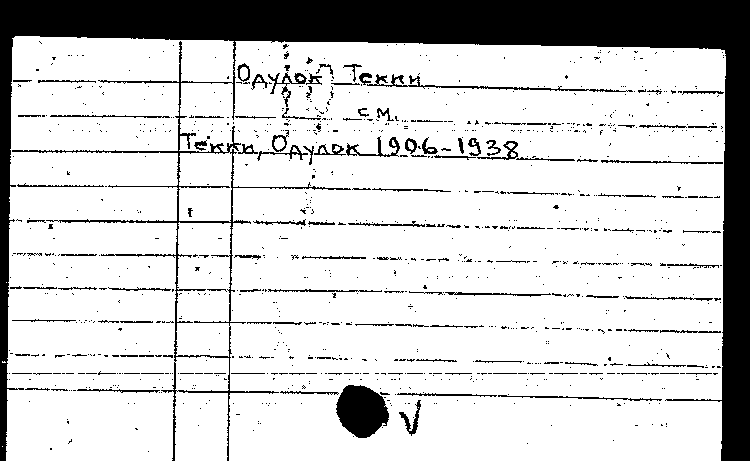 Одулок Текки
см.
Текки, Одулок 1906-1938